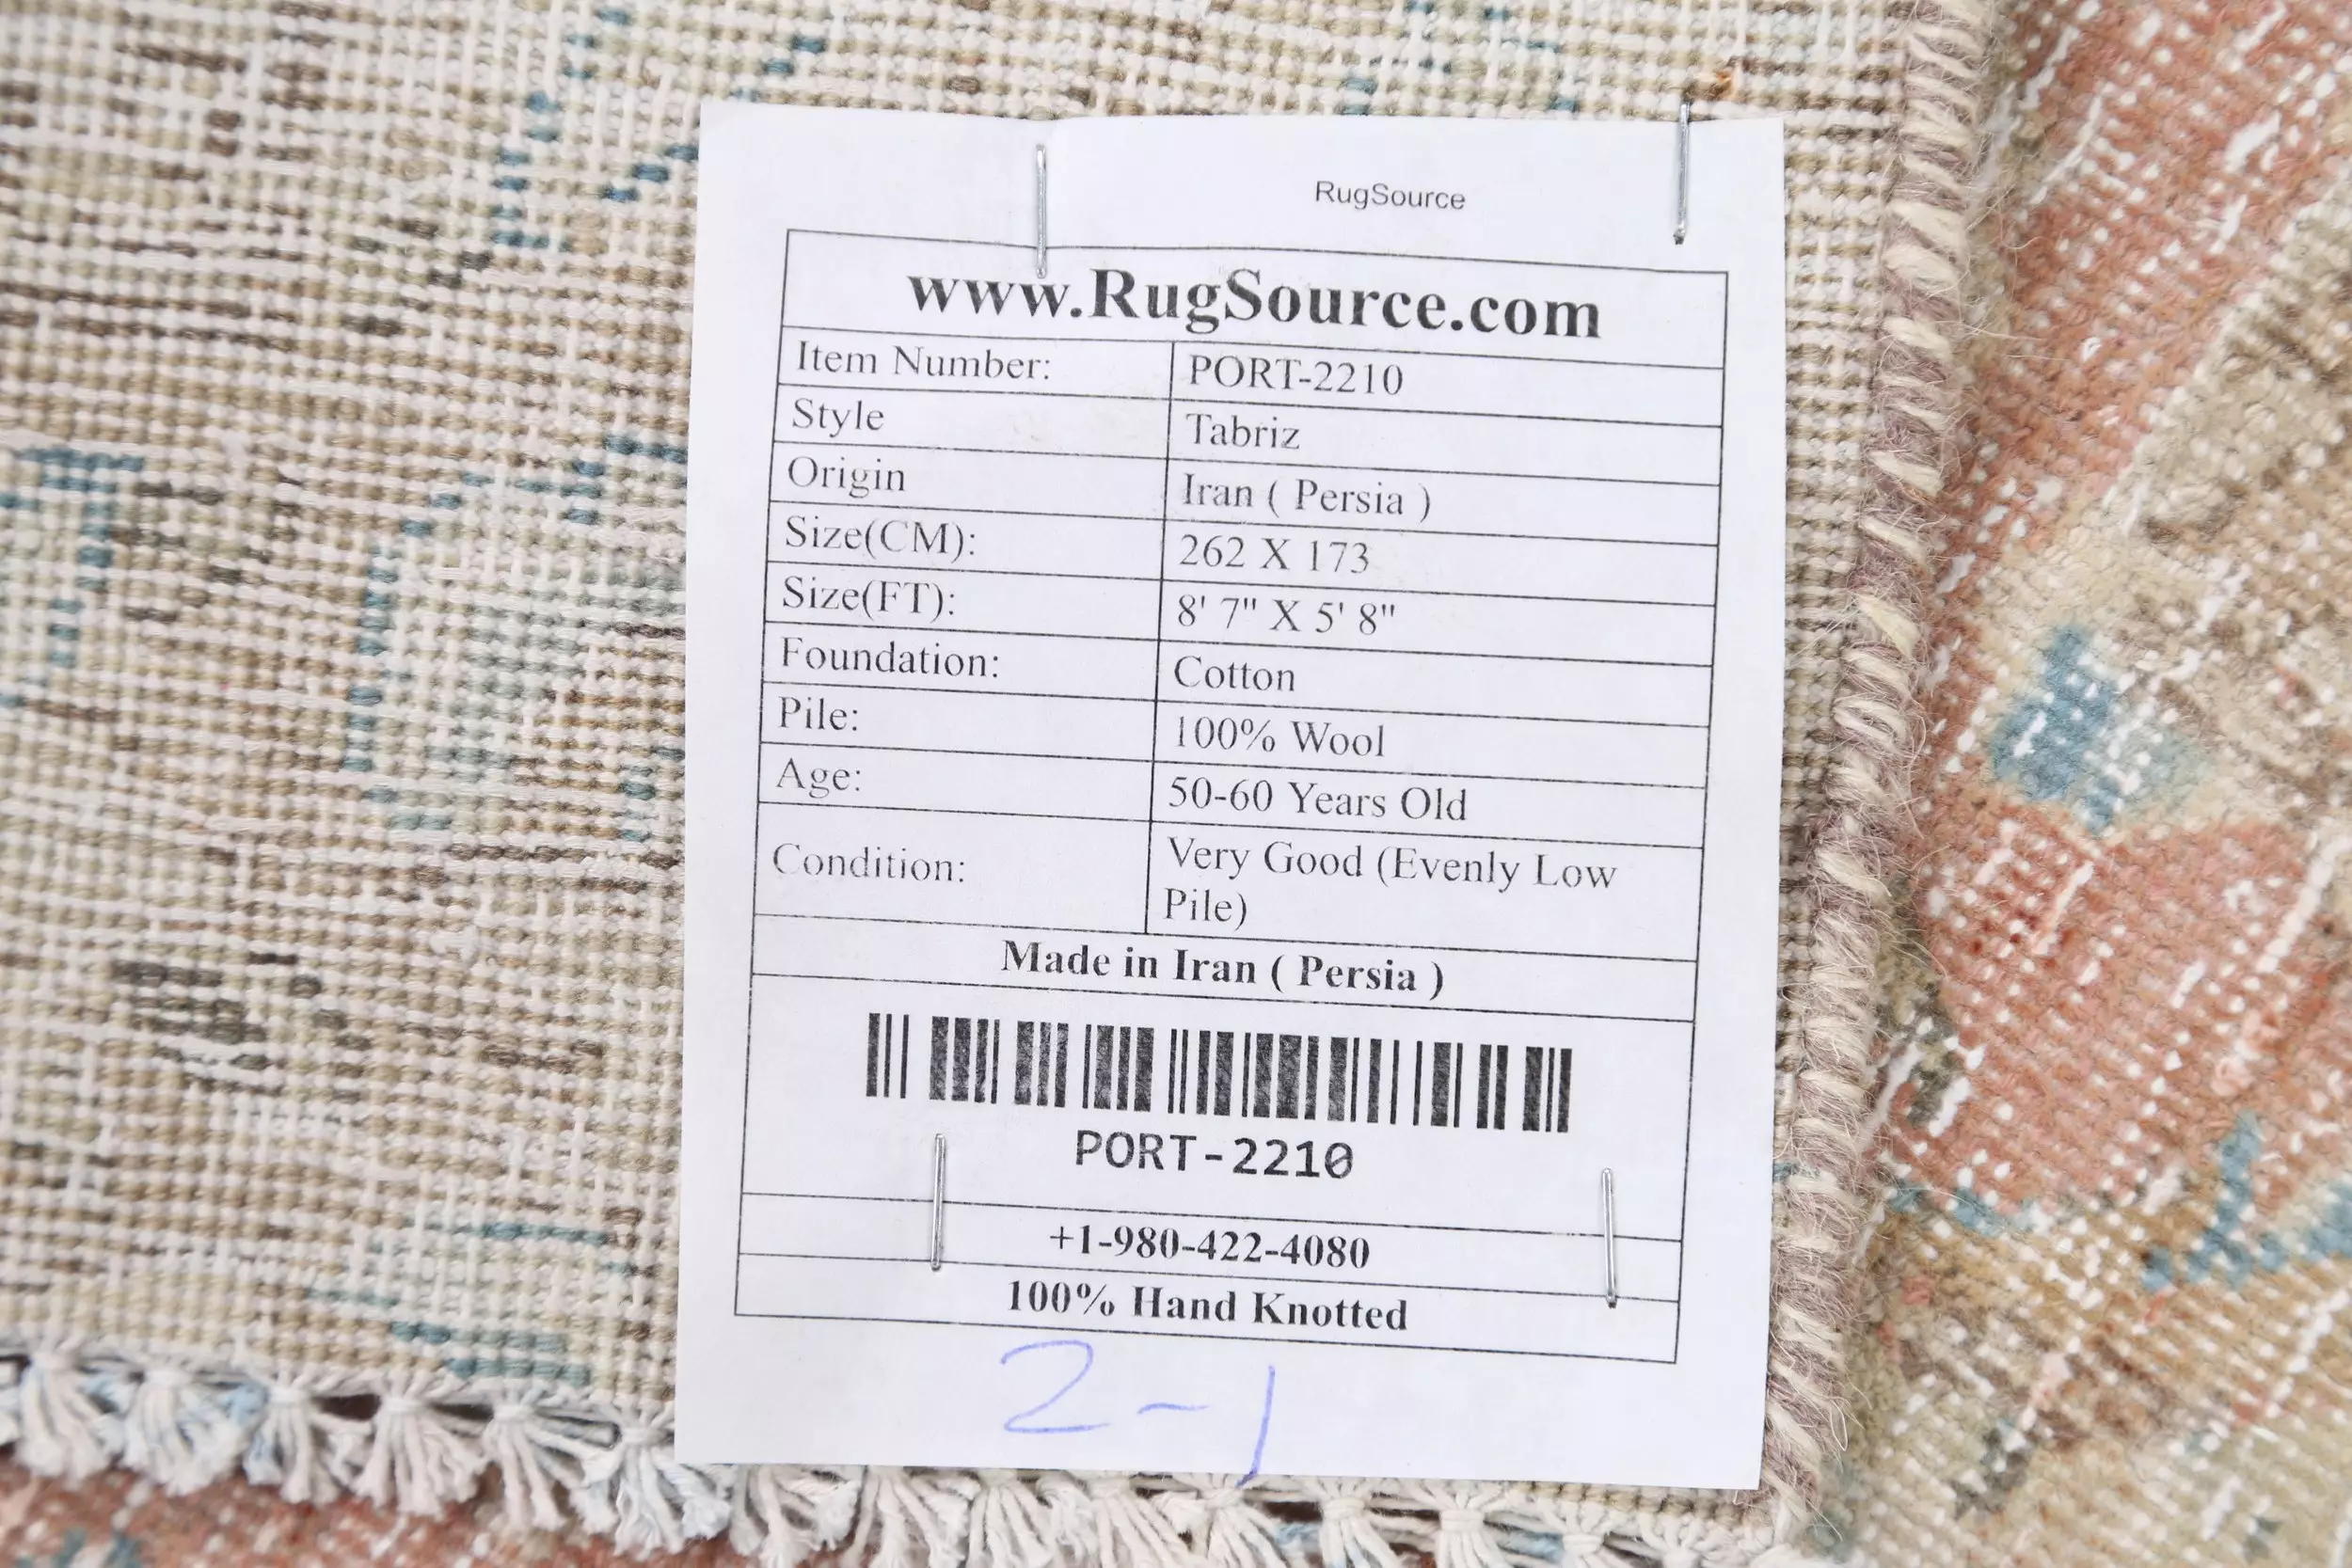 RugSource
www.RugSource.com
Item Number: PORT-2210
Style Tabriz
Origin Iran ( Persia )
Size(CM): 262 X 173
Size(FT): 8' 7" X 5' 8"
Foundation: Cotton
Pile: 100% Wool
Age: 50-60 Years Old
Condition: Very Good (Evenly Low
Pile)
Made in Iran ( Persia )
PORT-2210
+1-980-422-4080
100% Hand Knotted
2-1